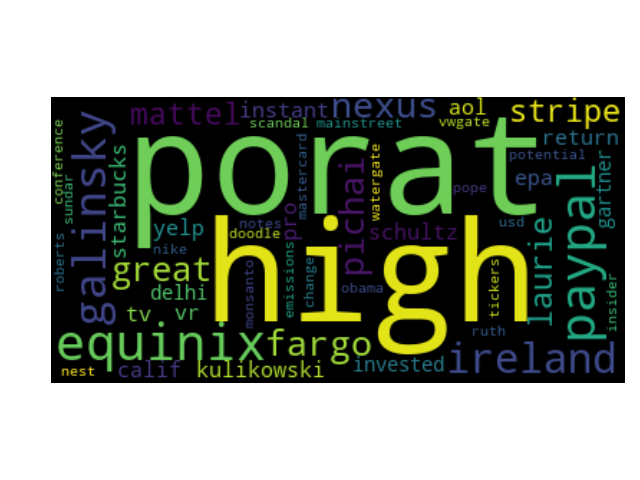 mattel
instant
nexus
aol
stripe
scandal
mainstreet
vwgate
conference
sundar
galinsky
starbucks
porat
mastercard
pichai
watergate
return
potential
gartner
epa
pope
paypal
yelp
notes
doodle
pro
schultz
usd
laurie
nike
high
great
delhi
monsanto
emissions
change
obama
tickers
insider
roberts
tv
vr
ruth
equinix
fargo
ireland
invested
nest
calif
kulikowski